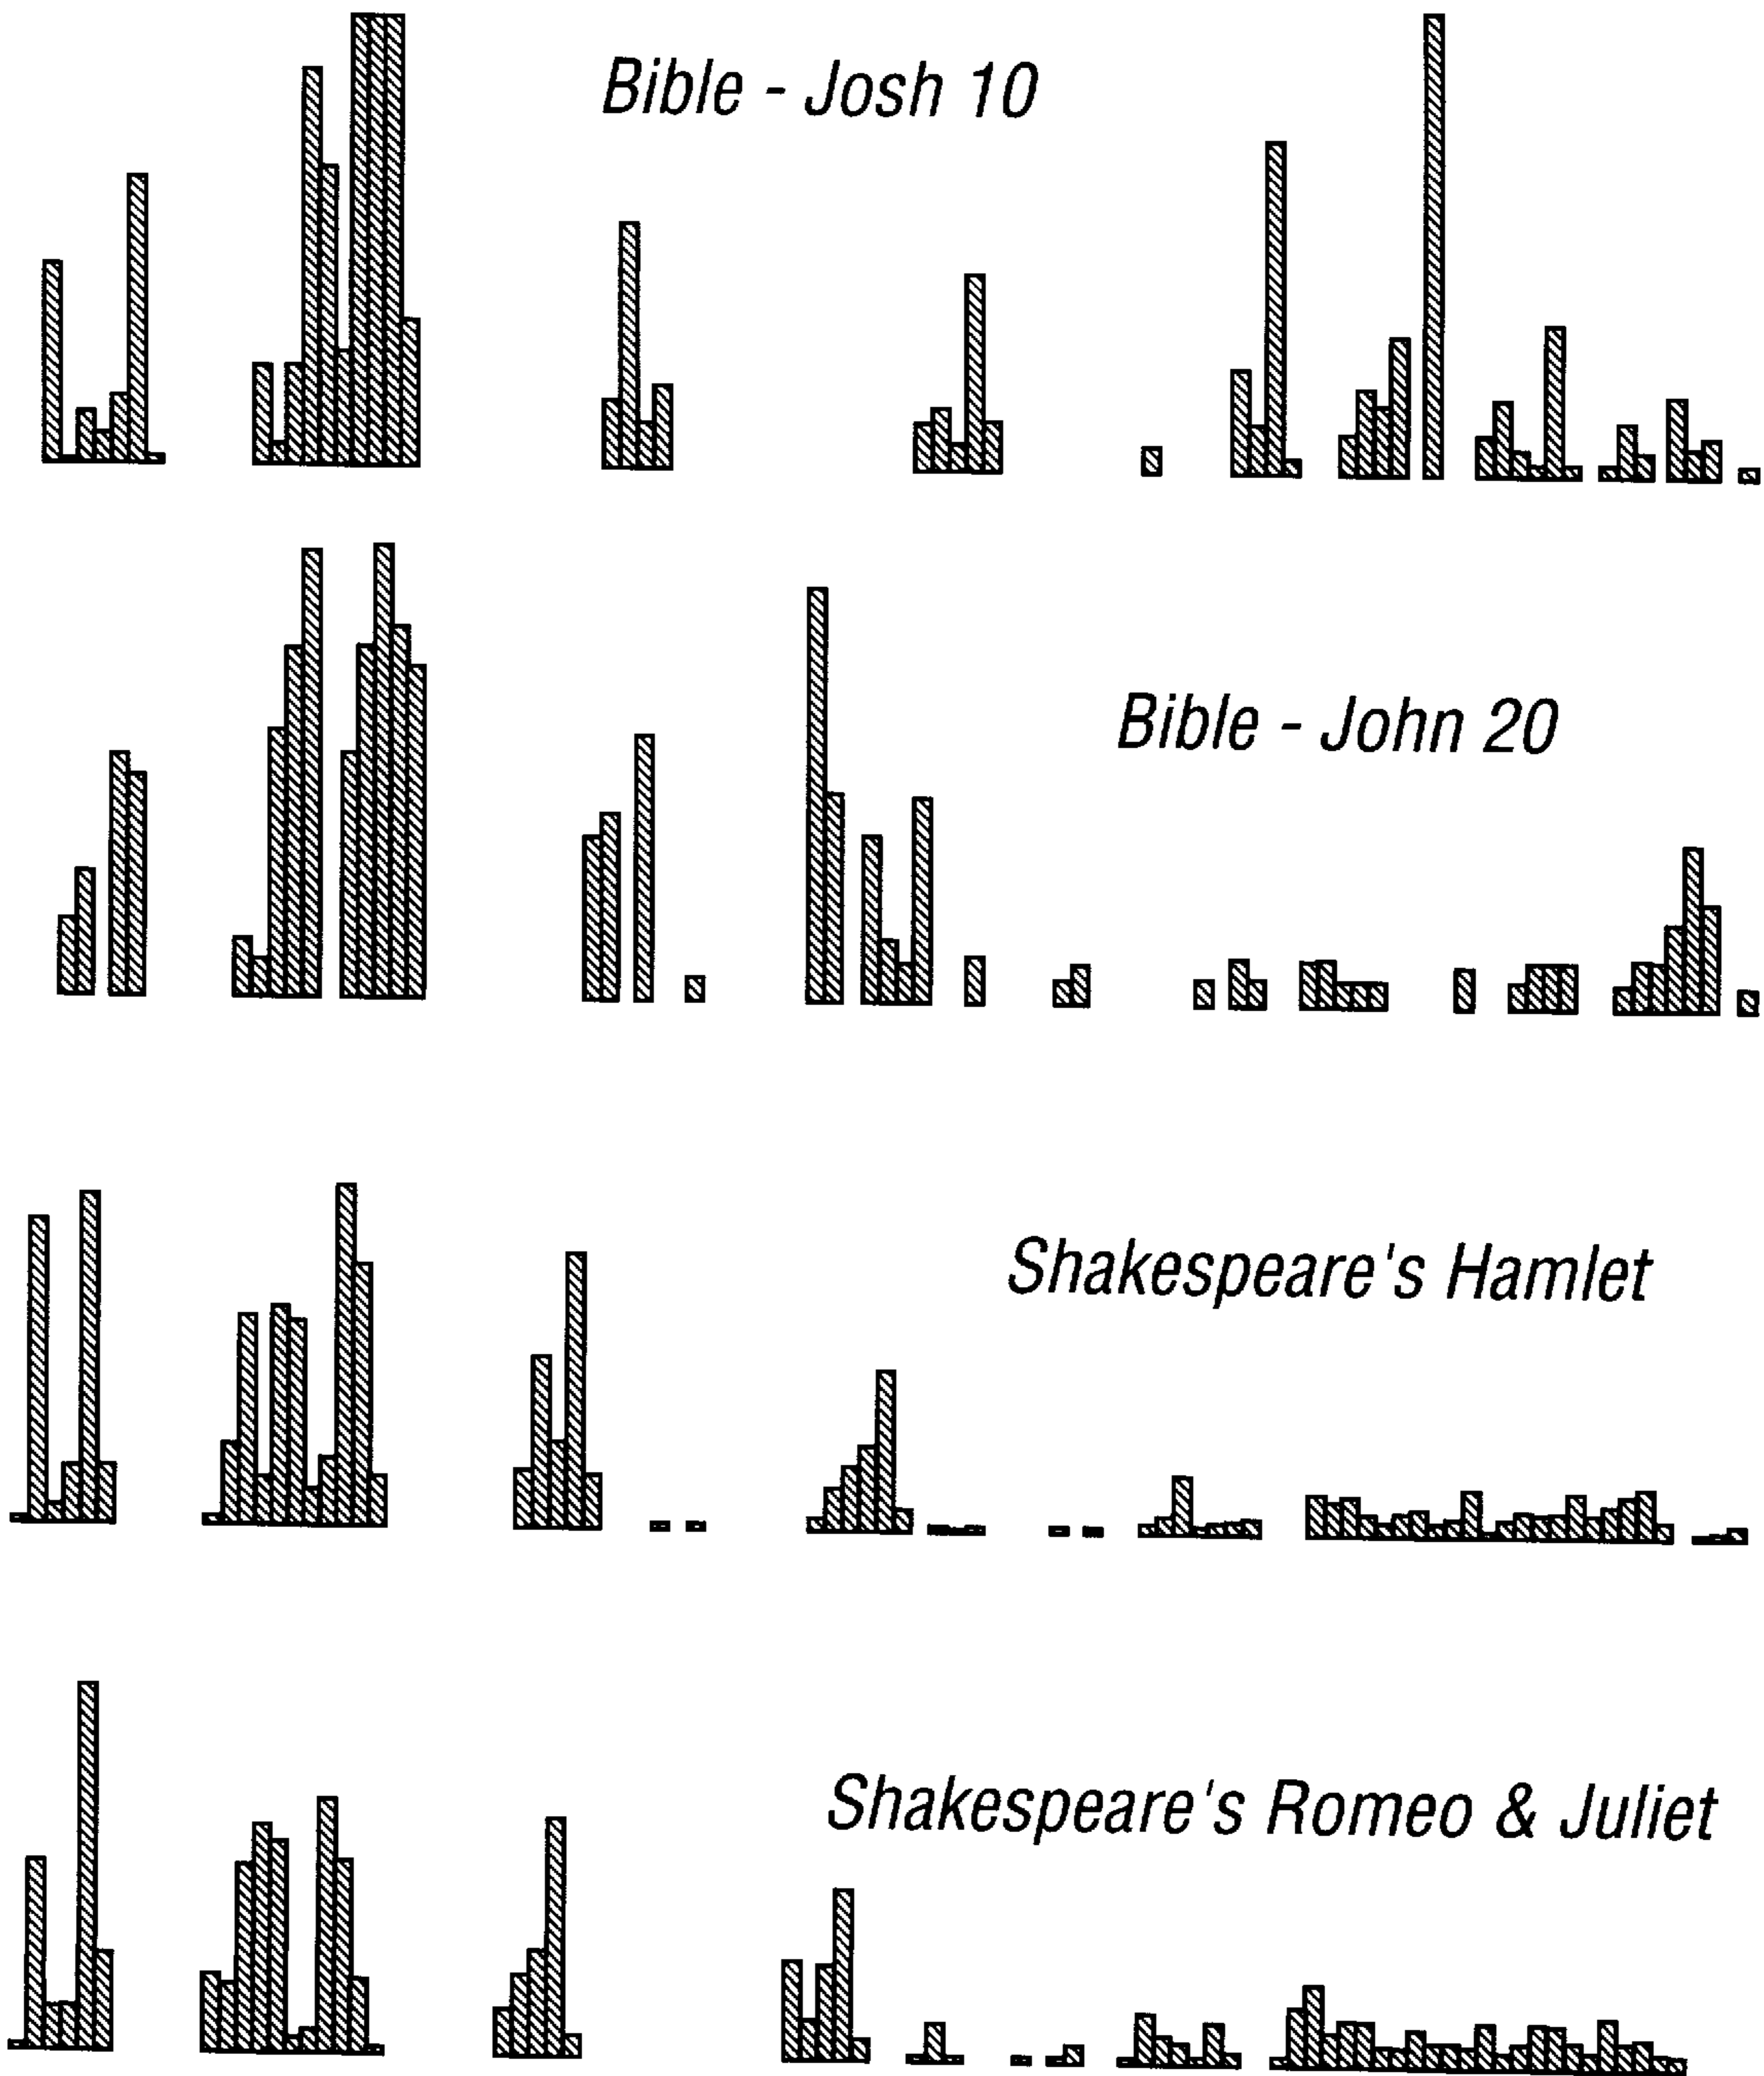 Bible - Josh 10
Bible - John 20
Shakespeare's Hamlet
Shakespeare's Romeo & Juliet